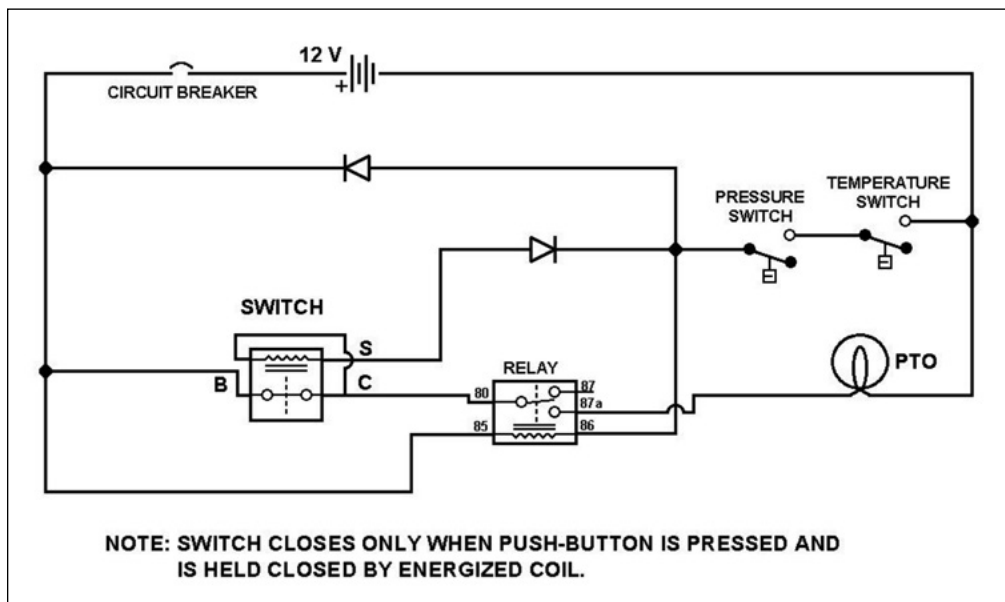 12 V
+
CIRCUIT BREAKER
TEMPERATURE
SWITCH
PRESSURE
SWITCH
SWITCH
S
B
C
RELAY
80
87
87a
85
86
PTO
NOTE: SWITCH CLOSES ONLY WHEN PUSH-BUTTON IS PRESSED AND
IS HELD CLOSED BY ENERGIZED COIL.